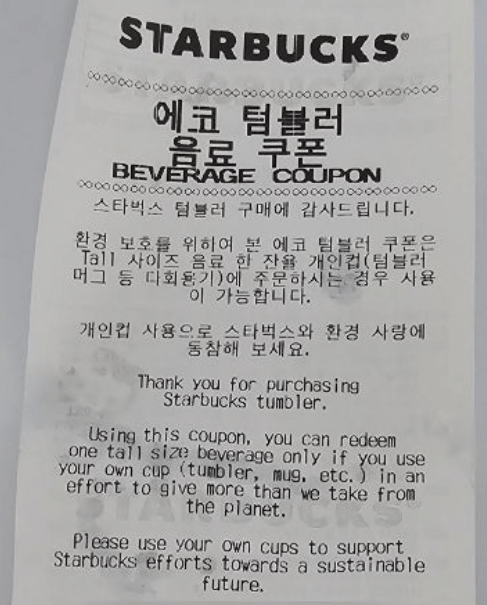 STARBUCKS®
에코 텀블러
음료 쿠폰
BEVERAGE COUPON
스타벅스 텀블러 구매에 감사드립니다.
환경 보호를 위하여 본 에코 텀블러 쿠폰은
Tall 사이즈 음료 한 잔을 개인컵(텀블러
머그 등 다회용기)에 주문하시는 경우 사용
이 가능합니다.
개인컵 사용으로 스타벅스와 환경 사랑에
동참해 보세요.
Thank you for purchasing
Starbucks tumbler.
Using this coupon, you can redeem
one tall size beverage only if you use
your own cup (tumbler, mug, etc.) in an
effort to give more than we take from
the planet.
Please use your own cups to support
Starbucks efforts towards a sustainable
future.